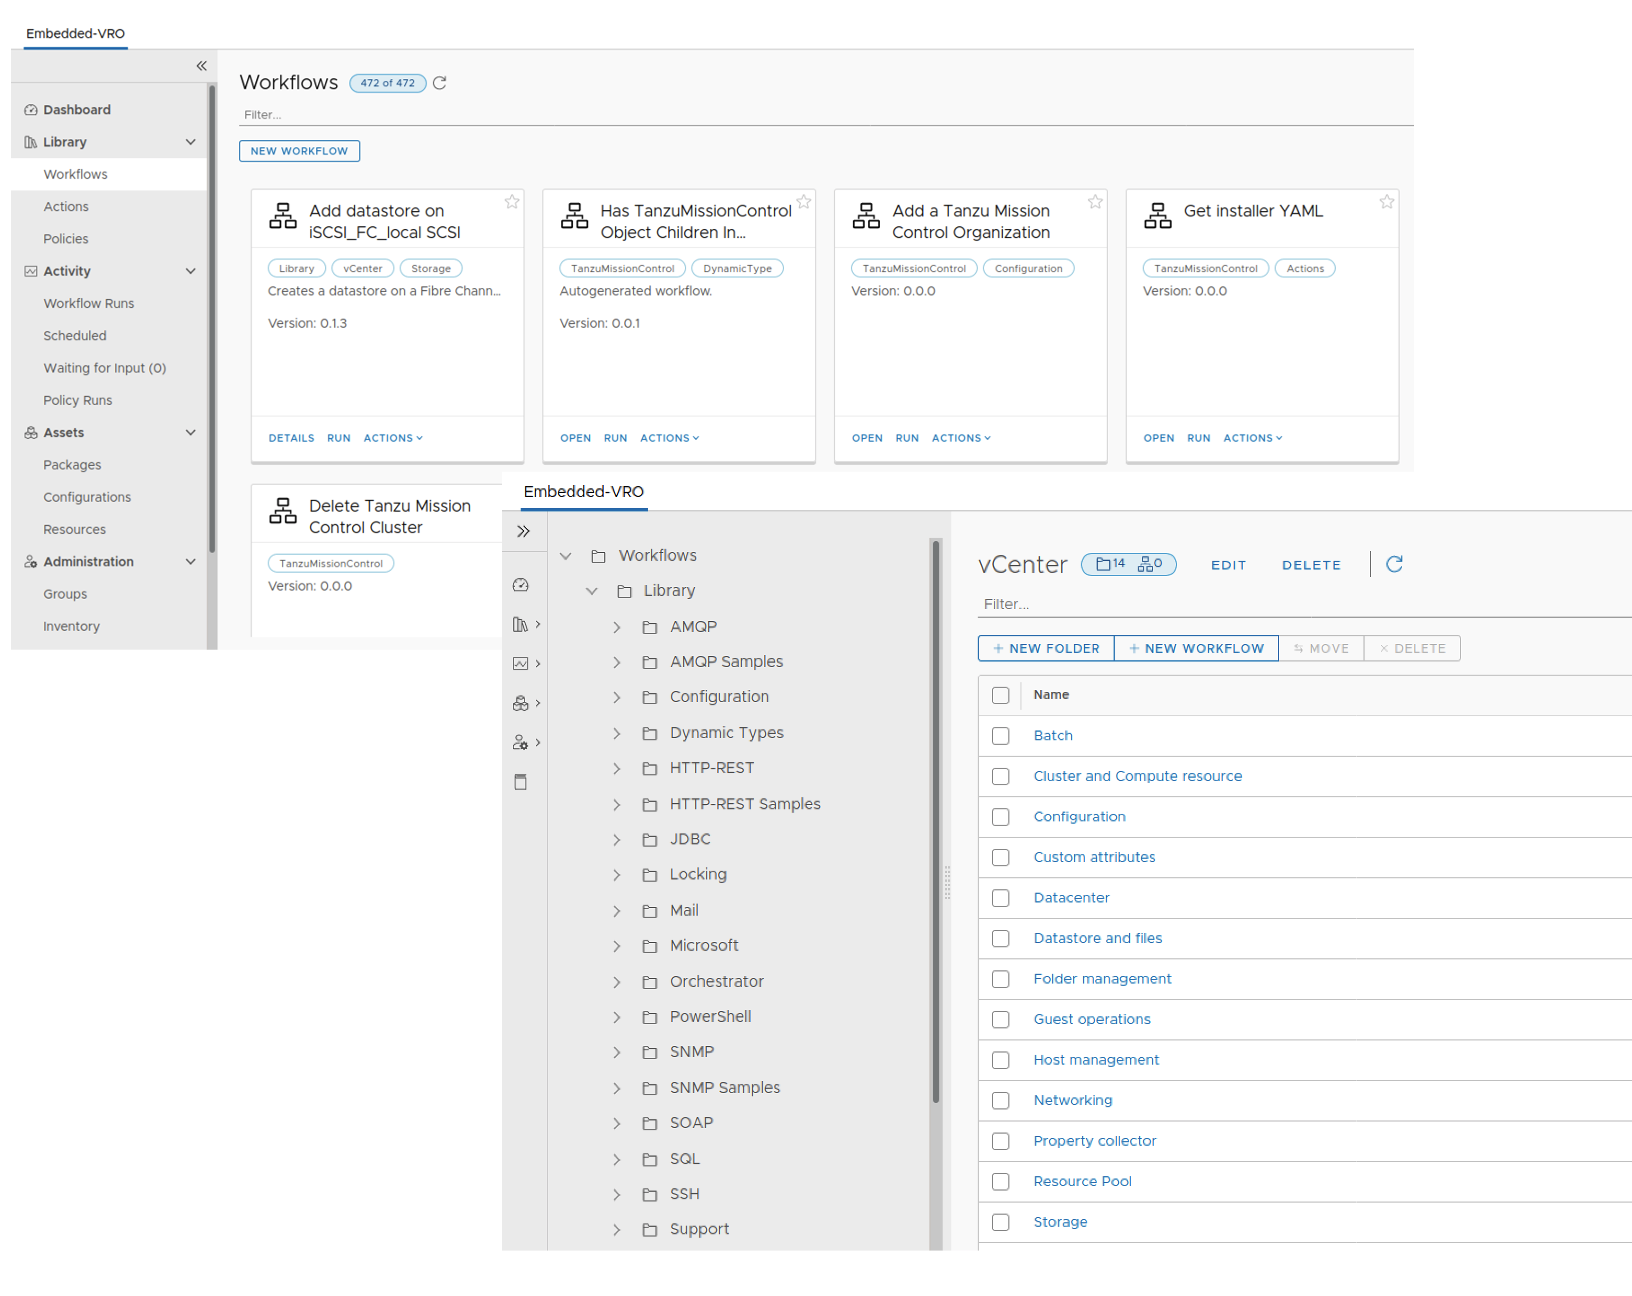 Embedded-VRO
Dashboard
Library
Workflows
Actions
Policies
Activity
Workflow Runs
Scheduled
Waiting for Input (0)
Policy Runs
Assets
Packages
Configurations
Resources
Administration
Groups
Inventory
Workflows 472 of 472
Filter...
NEW WORKFLOW
Add datastore on
iSCSI_FC_local SCSI
Library vCenter Storage
Creates a datastore on a Fibre Chann...
Version: 0.1.3
DETAILS RUN ACTIONS
Has TanzuMissionControl
Object Children In...
TanzuMissionControl DynamicType
Autogenerated workflow.
Version: 0.0.1
OPEN RUN ACTIONS
Add a Tanzu Mission
Control Organization
TanzuMissionControl Configuration
Version: 0.0.0
OPEN RUN ACTIONS
Get installer YAML
TanzuMissionControl Actions
Version: 0.0.0
OPEN RUN ACTIONS
Delete Tanzu Mission
Control Cluster
TanzuMissionControl
Version: 0.0.0
Embedded-VRO
Workflows
Library
AMQP
AMQP Samples
Configuration
Dynamic Types
HTTP-REST
HTTP-REST Samples
JDBC
Locking
Mail
Microsoft
Orchestrator
PowerShell
SNMP
SNMP Samples
SOAP
SQL
SSH
Support
vCenter 14 0 EDIT DELETE
Filter...
+ NEW FOLDER + NEW WORKFLOW MOVE × DELETE
Name
Batch
Cluster and Compute resource
Configuration
Custom attributes
Datacenter
Datastore and files
Folder management
Guest operations
Host management
Networking
Property collector
Resource Pool
Storage